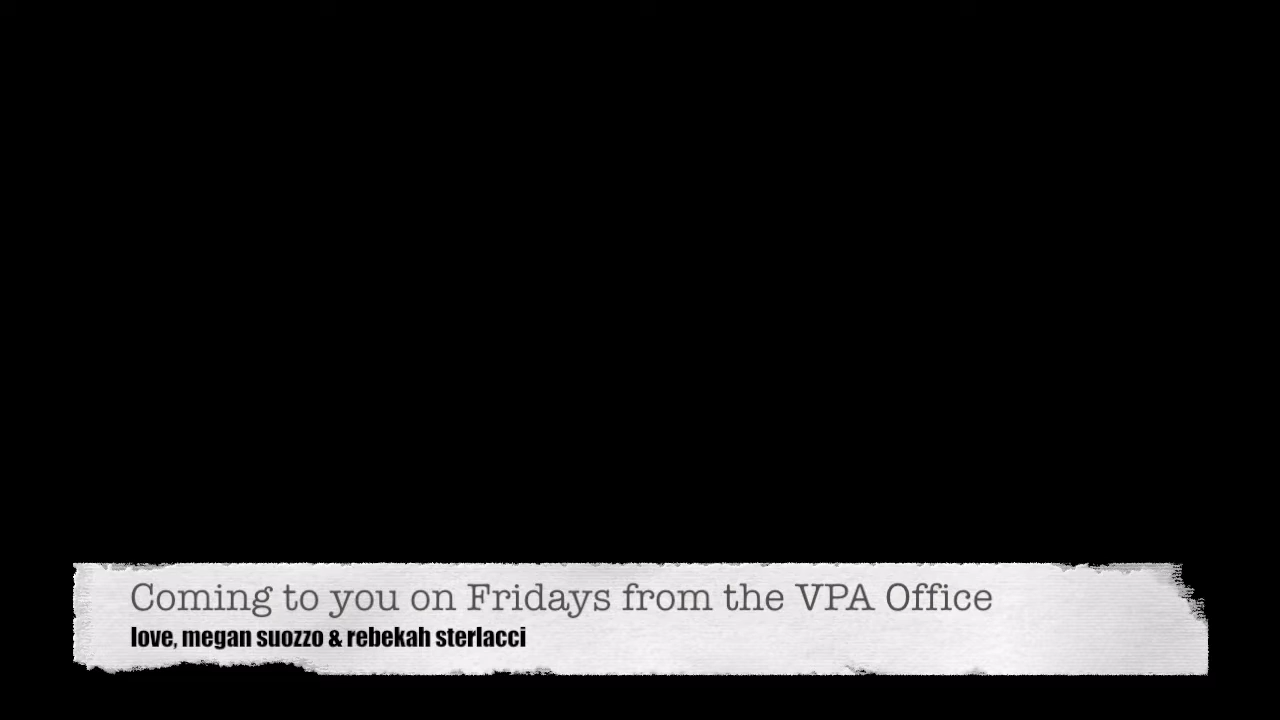 Coming to you on Fridays from the VPA Office
love, megan suozzo & rebekah sterlacci